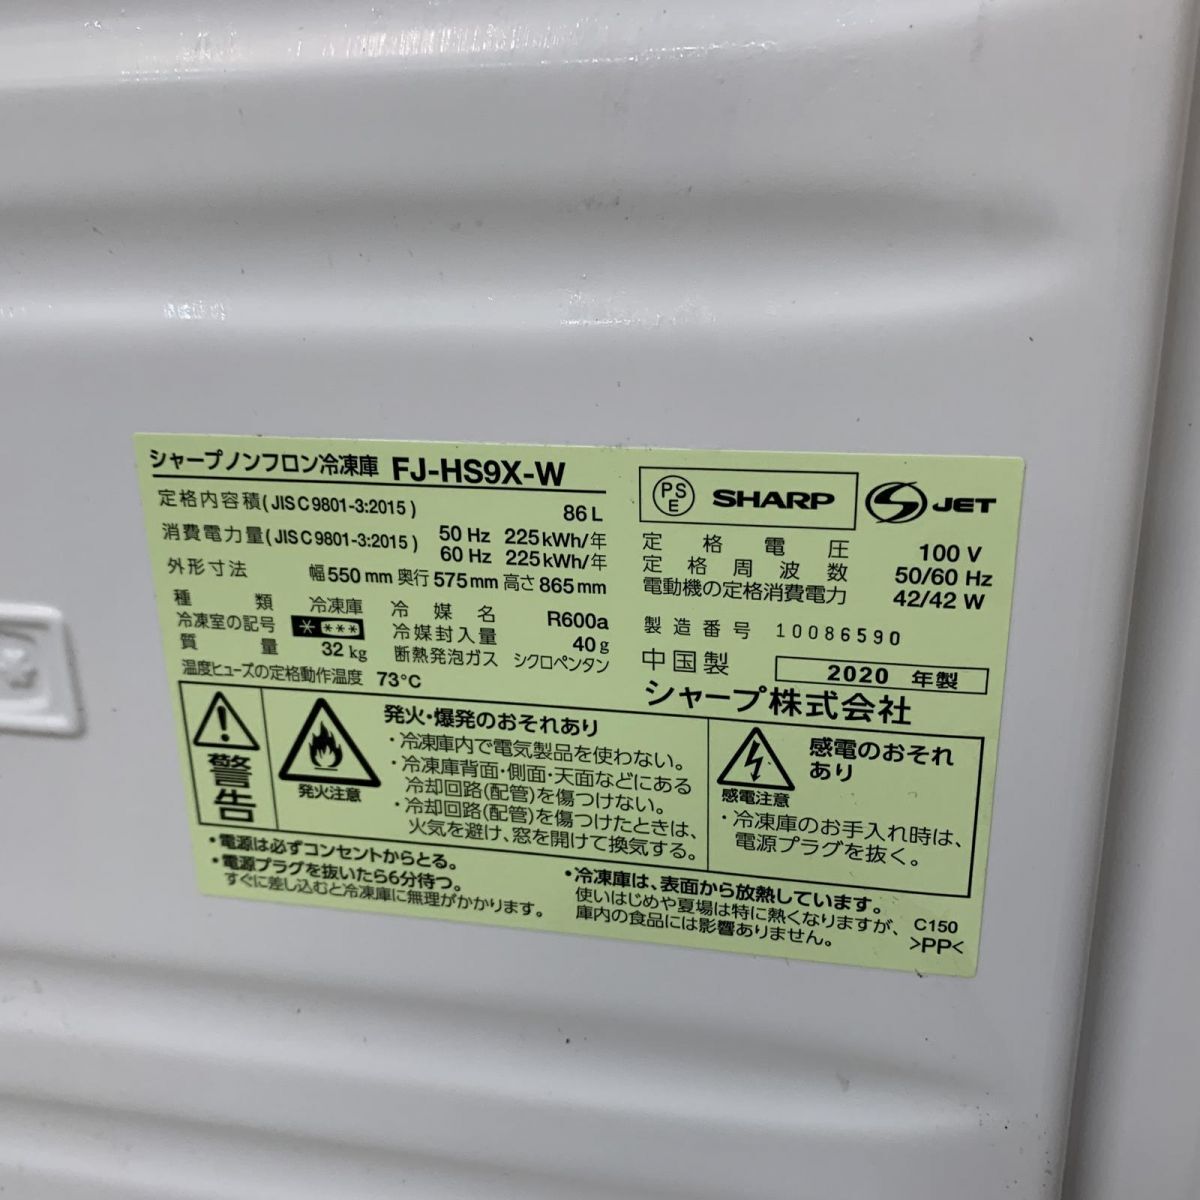 シャープノンフロン冷凍庫 FJ-HS9X-W
定格内容積(JIS C 9801-3:2015) 86 L
消費電力量(JIS C 9801-3:2015) 50 Hz 225 kWh/年
60 Hz 225 kWh/年
外形寸法 幅 550 mm 奥行 575 mm 高さ 865 mm
種類 冷凍庫
冷凍室の記号 * ***
質量 32 kg
冷媒名 R600a
冷媒封入量 40 g
断熱発泡ガス シクロペンタン
温度ヒューズの定格動作温度 73℃
PS
E
SHARP
S JET
定格電圧 100 V
定格周波数 50/60 Hz
電動機の定格消費電力 42/42 W
製造番号 10086590
中国製 2020 年製
シャープ株式会社
警告
発火注意
発火・爆発のおそれあり
・冷凍庫内で電気製品を使わない。
・冷凍庫背面・側面・天面などにある
冷却回路(配管)を傷つけない。
・冷却回路(配管)を傷つけたときは、
火気を避け、窓を開けて換気する。
感電注意
感電のおそれ
あり
・冷凍庫のお手入れ時は、
電源プラグを抜く。
・電源は必ずコンセントからとる。
・電源プラグを抜いたら6分待つ。
すぐに差し込むと冷凍庫に無理がかかります。
・冷凍庫は、表面から放熱しています。
使いはじめや夏場は特に熱くなりますが、
庫内の食品には影響ありません。
C150
>PP<